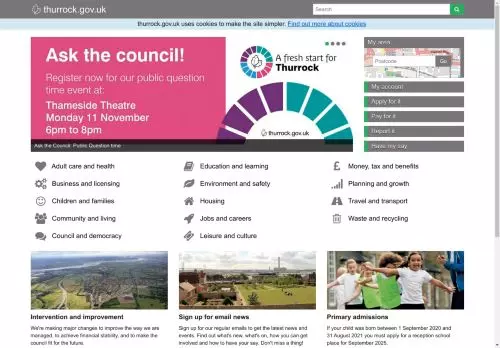 thurrock.gov.uk
Search
thurrock.gov.uk uses cookies to make the site simpler. Find out more about cookies
Ask the council!
Register now for our public question
time event at:
Thameside Theatre
Monday 11 November
6pm to 8pm
A fresh start for
Thurrock
thurrock.gov.uk
Ask the Council: Public Question time
My area
Postcode
Go
My account
Apply for it
Pay for it
Report it
Have my say
Adult care and health
Education and learning
Money, tax and benefits
Business and licensing
Environment and safety
Planning and growth
Children and families
Housing
Travel and transport
Community and living
Jobs and careers
Waste and recycling
Council and democracy
Leisure and culture
Intervention and improvement
We're making major changes to improve the way we are
managed, to achieve financial stability, and to make the
council fit for the future.
Sign up for email news
Sign up for our regular emails to get the latest news and
events. Find out what's new, what's on, how you can get
involved and how to have your say. Don't miss a thing!
Primary admissions
If your child was born between 1 September 2020 and
31 August 2021 you must apply for a reception school
place for September 2025.